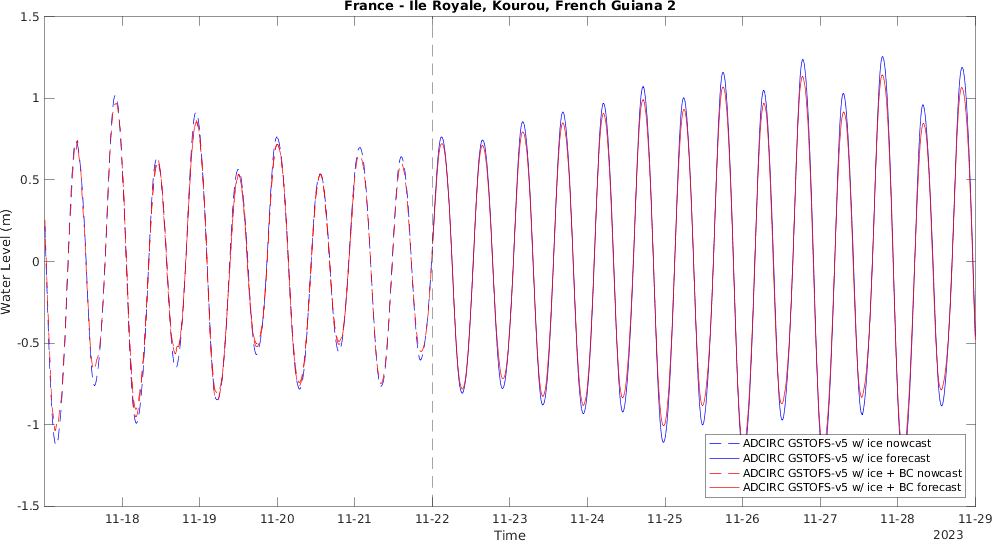 France - Ile Royale, Kourou, French Guiana 2
1.5
1
0.5
0
-0.5
-1
-1.5
Water Level (m)
ADCIRC GSTOFS-v5 w/ ice nowcast
ADCIRC GSTOFS-v5 w/ ice forecast
ADCIRC GSTOFS-v5 w/ ice + BC nowcast
ADCIRC GSTOFS-v5 w/ ice + BC forecast
11-18 11-19 11-20 11-21 11-22 11-23 11-24 11-25 11-26 11-27 11-28 11-29
Time
2023